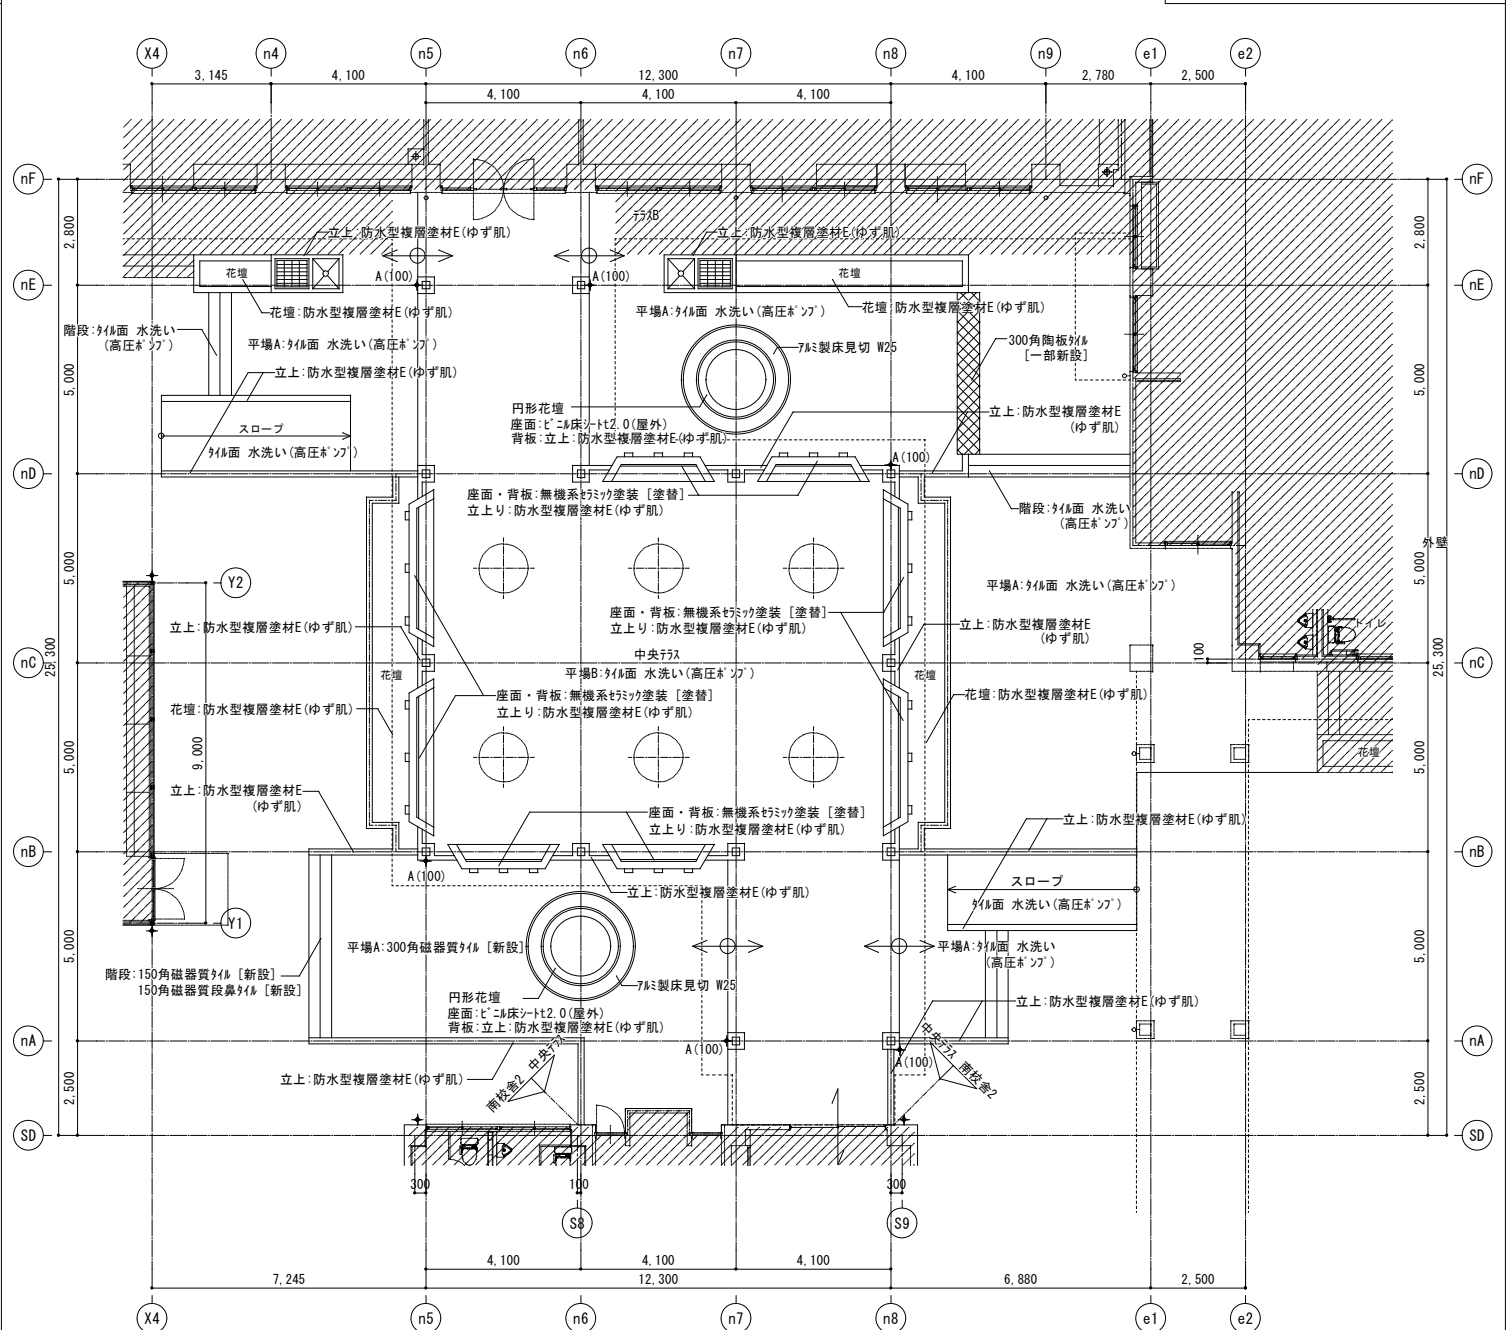 X4
n4
n5
n6
n7
n8
n9
e1
e2
3,145
4,100
12,300
4,100
2,780
2,500
4,100
4,100
4,100
nF
nF
テラスB
2,800
2,800
立上:防水型複層塗材E(ゆず肌)
立上:防水型複層塗材E(ゆず肌)
A(100)
A(100)
花壇
花壇
nE
nE
花壇:防水型複層塗材E(ゆず肌)
花壇:防水型複層塗材E(ゆず肌)
平場A:タイル面 水洗い(高圧ポンプ)
階段:タイル面 水洗い
(高圧ポンプ)
平場A:タイル面 水洗い(高圧ポンプ)
アルミ製床見切 W25
300角陶板タイル
[一部新設]
立上:防水型複層塗材E(ゆず肌)
5,000
5,000
円形花壇
座面:ビニル床シートt2.0(屋外)
背板:立上:防水型複層塗材E(ゆず肌)
立上:防水型複層塗材E
(ゆず肌)
スロープ
タイル面 水洗い(高圧ポンプ)
A(100)
nD
nD
座面・背板:無機系セラミック塗装 [塗替]
立上り:防水型複層塗材E(ゆず肌)
階段:タイル面 水洗い
(高圧ポンプ)
外壁
5,000
5,000
Y2
平場A:タイル面 水洗い(高圧ポンプ)
座面・背板:無機系セラミック塗装 [塗替]
立上り:防水型複層塗材E(ゆず肌)
立上:防水型複層塗材E(ゆず肌)
立上:防水型複層塗材E
(ゆず肌)
トイレ
中央テラス
平場B:タイル面 水洗い(高圧ポンプ)
100
nC
25,300
25,300
nC
花壇
花壇
座面・背板:無機系セラミック塗装 [塗替]
立上り:防水型複層塗材E(ゆず肌)
花壇:防水型複層塗材E(ゆず肌)
花壇:防水型複層塗材E(ゆず肌)
9,000
5,000
5,000
花壇
立上:防水型複層塗材E
(ゆず肌)
座面・背板:無機系セラミック塗装 [塗替]
立上り:防水型複層塗材E(ゆず肌)
立上:防水型複層塗材E(ゆず肌)
nB
nB
A(100)
立上:防水型複層塗材E(ゆず肌)
スロープ
タイル面 水洗い(高圧ポンプ)
Y1
5,000
5,000
平場A:300角磁器質タイル [新設]
平場A:タイル面 水洗い
(高圧ポンプ)
階段:150角磁器質タイル [新設]
150角磁器質段鼻タイル [新設]
アルミ製床見切 W25
円形花壇
座面:ビニル床シートt2.0(屋外)
背板:立上:防水型複層塗材E(ゆず肌)
立上:防水型複層塗材E(ゆず肌)
nA
nA
A(100)
A(100)
立上:防水型複層塗材E(ゆず肌)
南校舎2
中央テラス
中央テラス
南校舎2
2,500
2,500
SD
SD
300
100
300
S8
S9
4,100
4,100
4,100
7,245
12,300
6,880
2,500
X4
n5
n6
n7
n8
e1
e2